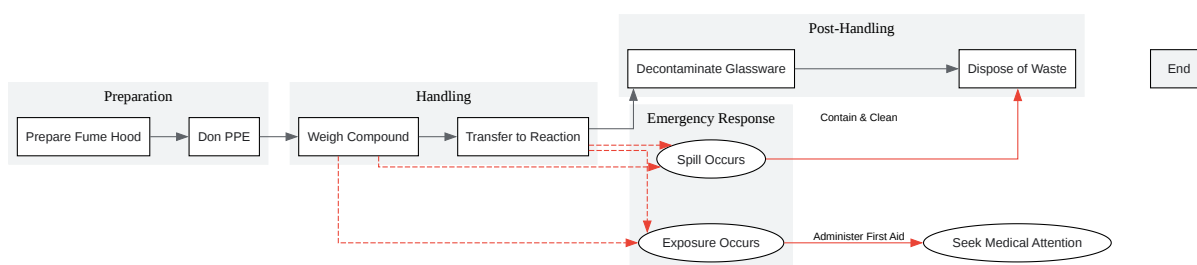 Post-Handling
Decontaminate Glassware
Dispose of Waste
End
Preparation
Handling
Prepare Fume Hood
Don PPE
Weigh Compound
Transfer to Reaction
Emergency Response
Contain & Clean
Spill Occurs
Exposure Occurs
Administer First Aid
Seek Medical Attention